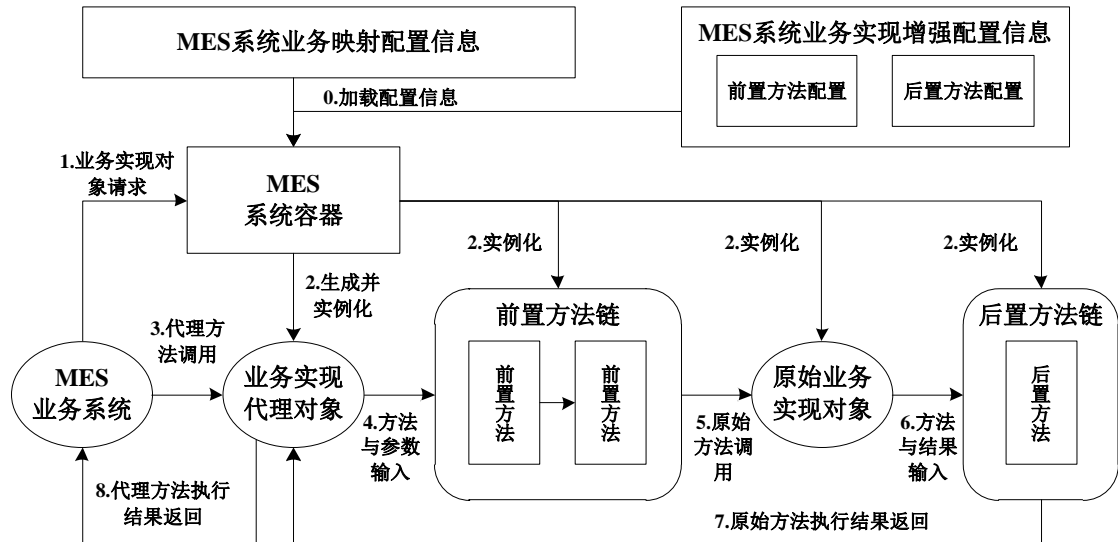 MES系统业务映射配置信息
MES系统业务实现增强配置信息
前置方法配置
后置方法配置
0.加载配置信息
1.业务实现对
象请求
MES
系统容器
2.生成并
实例化
2.实例化
2.实例化
2.实例化
3.代理方
法调用
MES
业务系统
业务实现
代理对象
4.方法
与参数
输入
前置方法链
前置方法
前置方法
5.原始
方法调
用
原始业务
实现对象
6.方法
与结果
输入
后置方法链
后置方法
8.代理方法执行
结果返回
7.原始方法执行结果返回